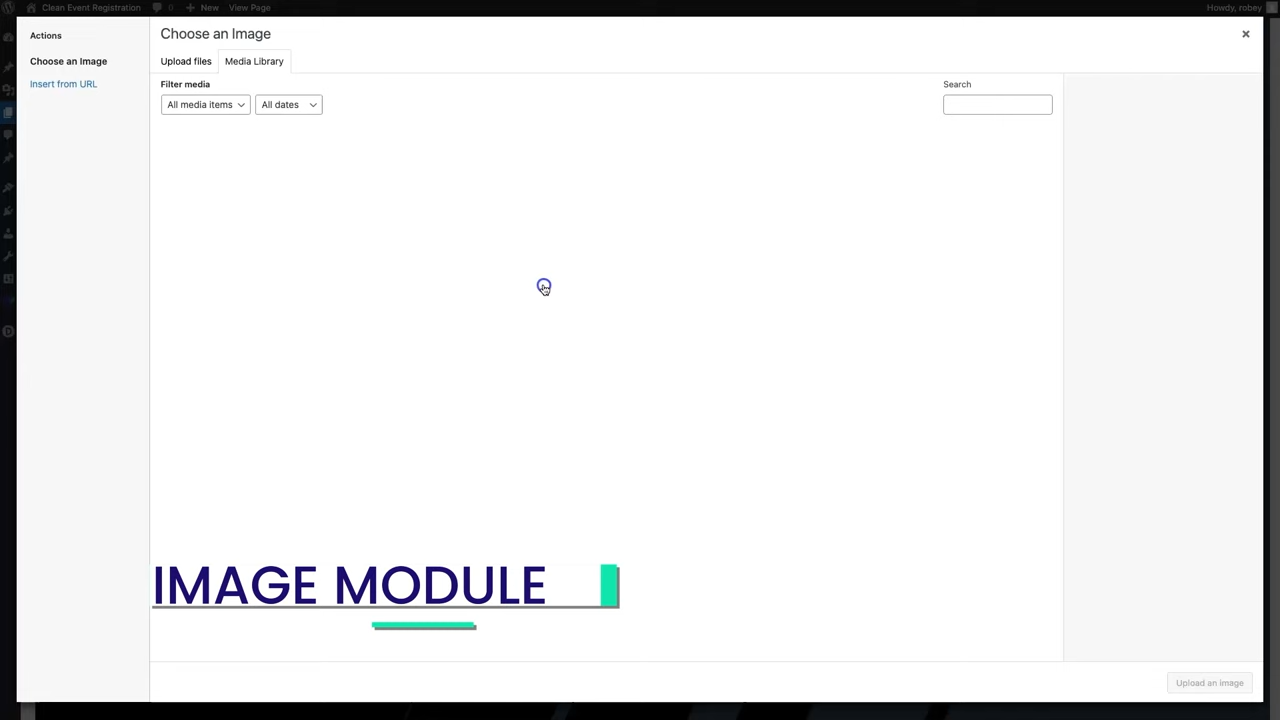 Clean Event Registration
0
New
View Page
Howdy, robey
Actions
Choose an Image
Insert from URL
Choose an Image
Upload files
Media Library
Filter media
All media items
All dates
Search
IMAGE MODULE
Upload an image